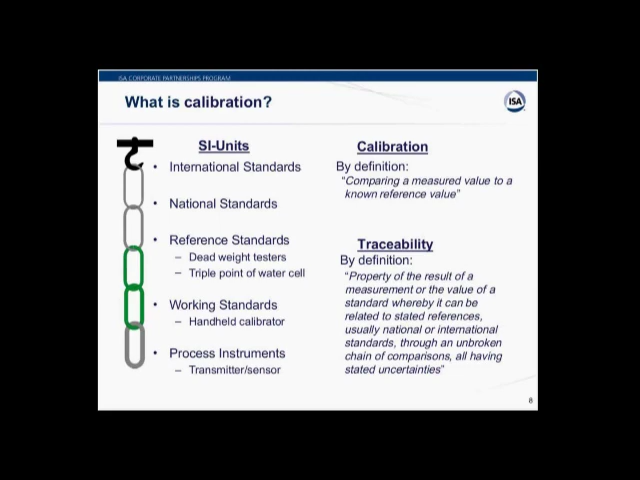 ISA CORPORATE PARTNERSHIPS PROGRAM
What is calibration?
ISA
SI-Units
• International Standards
• National Standards
• Reference Standards
– Dead weight testers
– Triple point of water cell
• Working Standards
– Handheld calibrator
• Process Instruments
– Transmitter/sensor
Calibration
By definition:
"Comparing a measured value to a
known reference value"
Traceability
By definition:
"Property of the result of a
measurement or the value of a
standard whereby it can be
related to stated references,
usually national or international
standards, through an unbroken
chain of comparisons, all having
stated uncertainties"
8